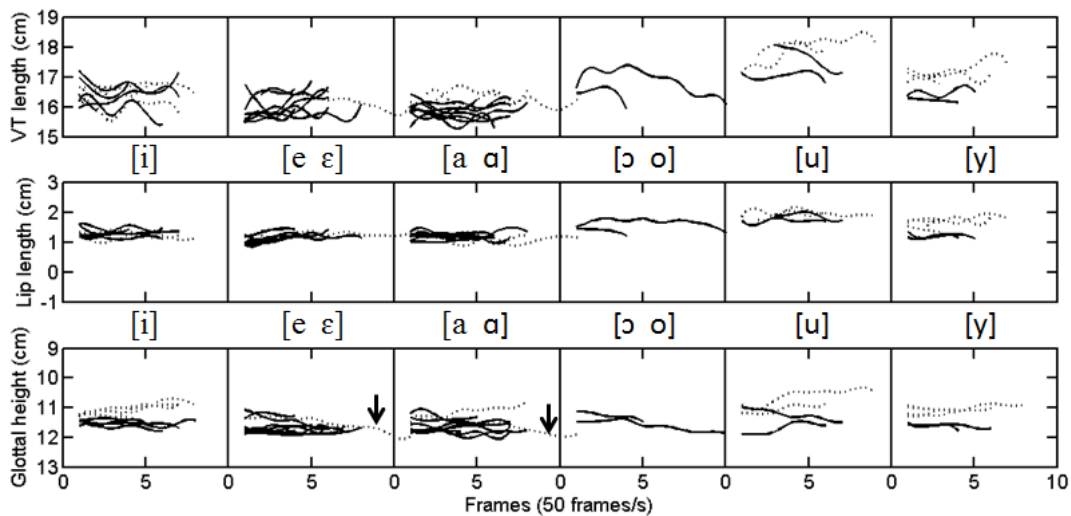 VT length (cm)
19
18
17
16
15
[i] [e ɛ] [a ɑ] [ɔ o] [u] [y]
Lip length (cm)
3
2
1
0
-1
[i] [e ɛ] [a ɑ] [ɔ o] [u] [y]
Glottal height (cm)
9
10
11
12
13
0 5 0 5 0 5 0 5 0 5 0 5 10
Frames (50 frames/s)